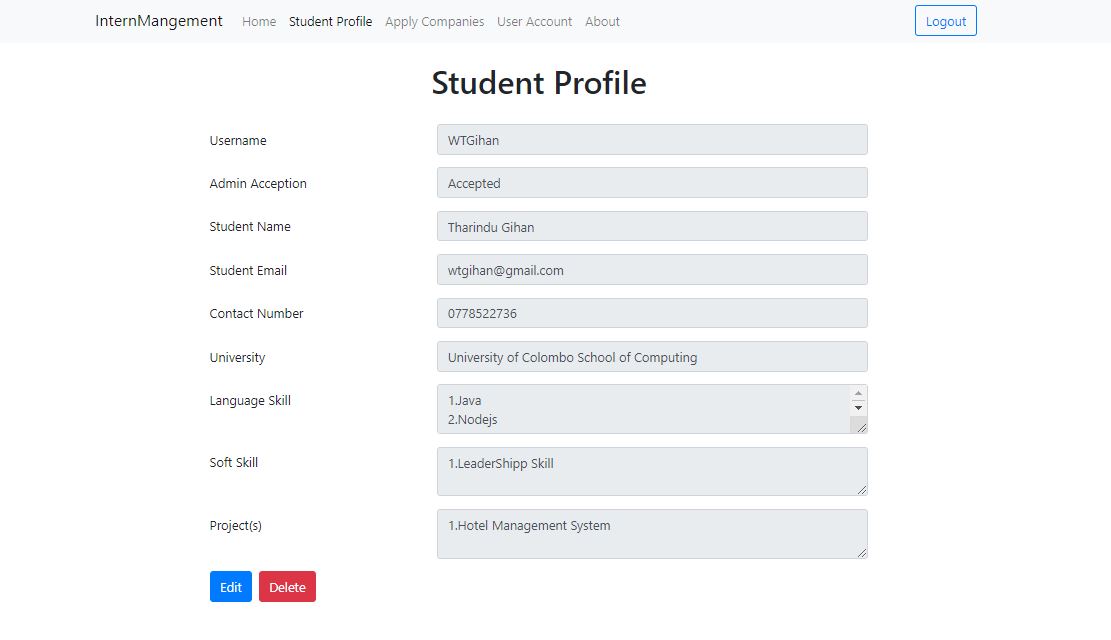 InternMangement Home Student Profile Apply Companies User Account About Logout
Student Profile
Username WTGihan
Admin Acception Accepted
Student Name Tharindu Gihan
Student Email wtgihan@gmail.com
Contact Number 0778522736
University University of Colombo School of Computing
Language Skill 1.Java
2.Nodejs
Soft Skill 1.LeaderShipp Skill
Project(s) 1.Hotel Management System
Edit Delete